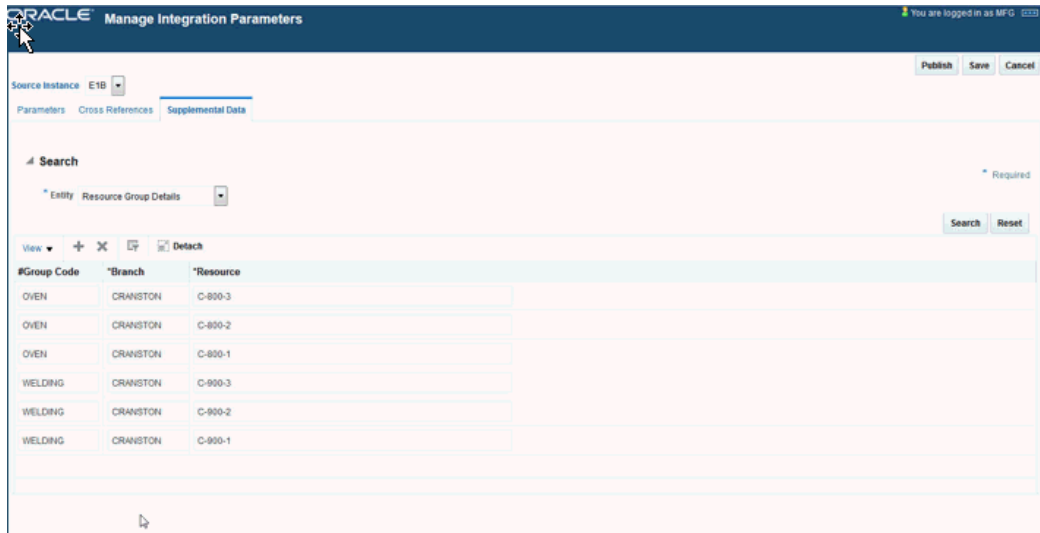 ORACLE Manage Integration Parameters
You are logged in as MFG
Publish Save Cancel
Source Instance E1B
Parameters Cross References Supplemental Data
Search
* Required
* Entity Resource Group Details
Search Reset
View Detach
#Group Code *Branch *Resource
OVEN CRANSTON C-800-3
OVEN CRANSTON C-800-2
OVEN CRANSTON C-800-1
WELDING CRANSTON C-900-3
WELDING CRANSTON C-900-2
WELDING CRANSTON C-900-1